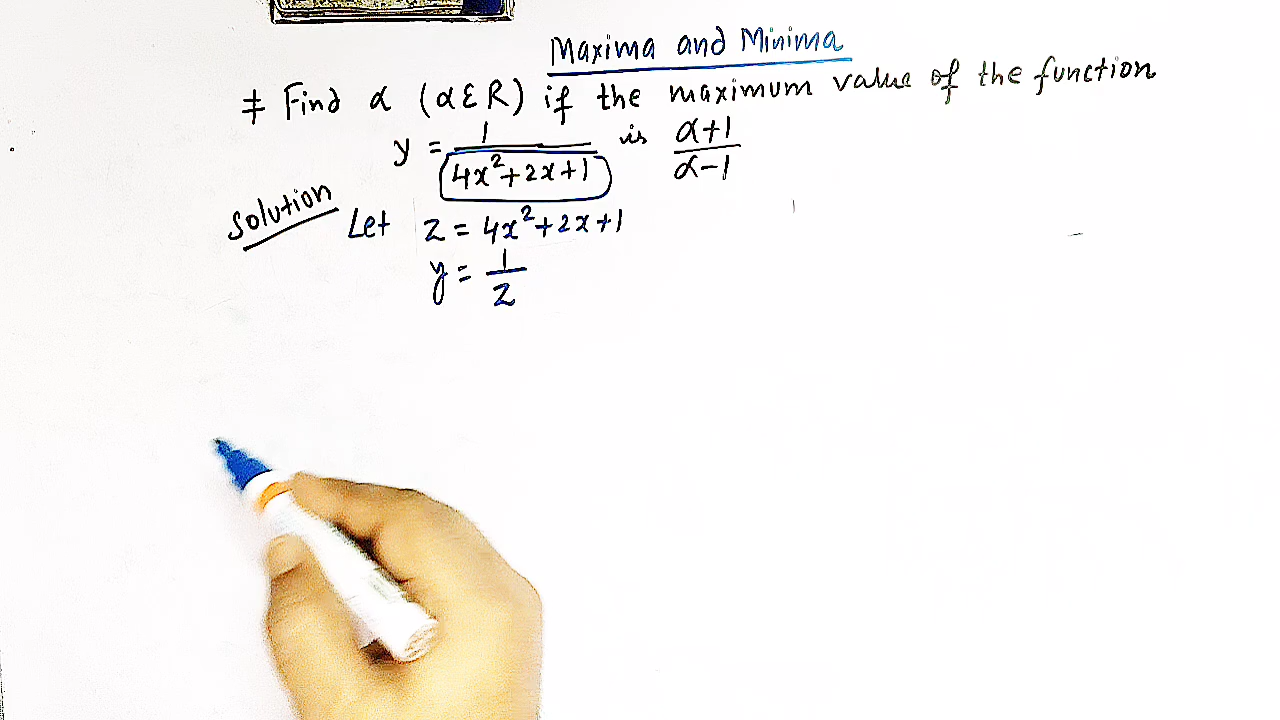 Maxima and Minima
# Find α (α ∈ R) if the maximum value of the function
y = 1/(4x²+2x+1) is (α+1)/(α-1)
Solution Let z = 4x²+2x+1
y = 1/z